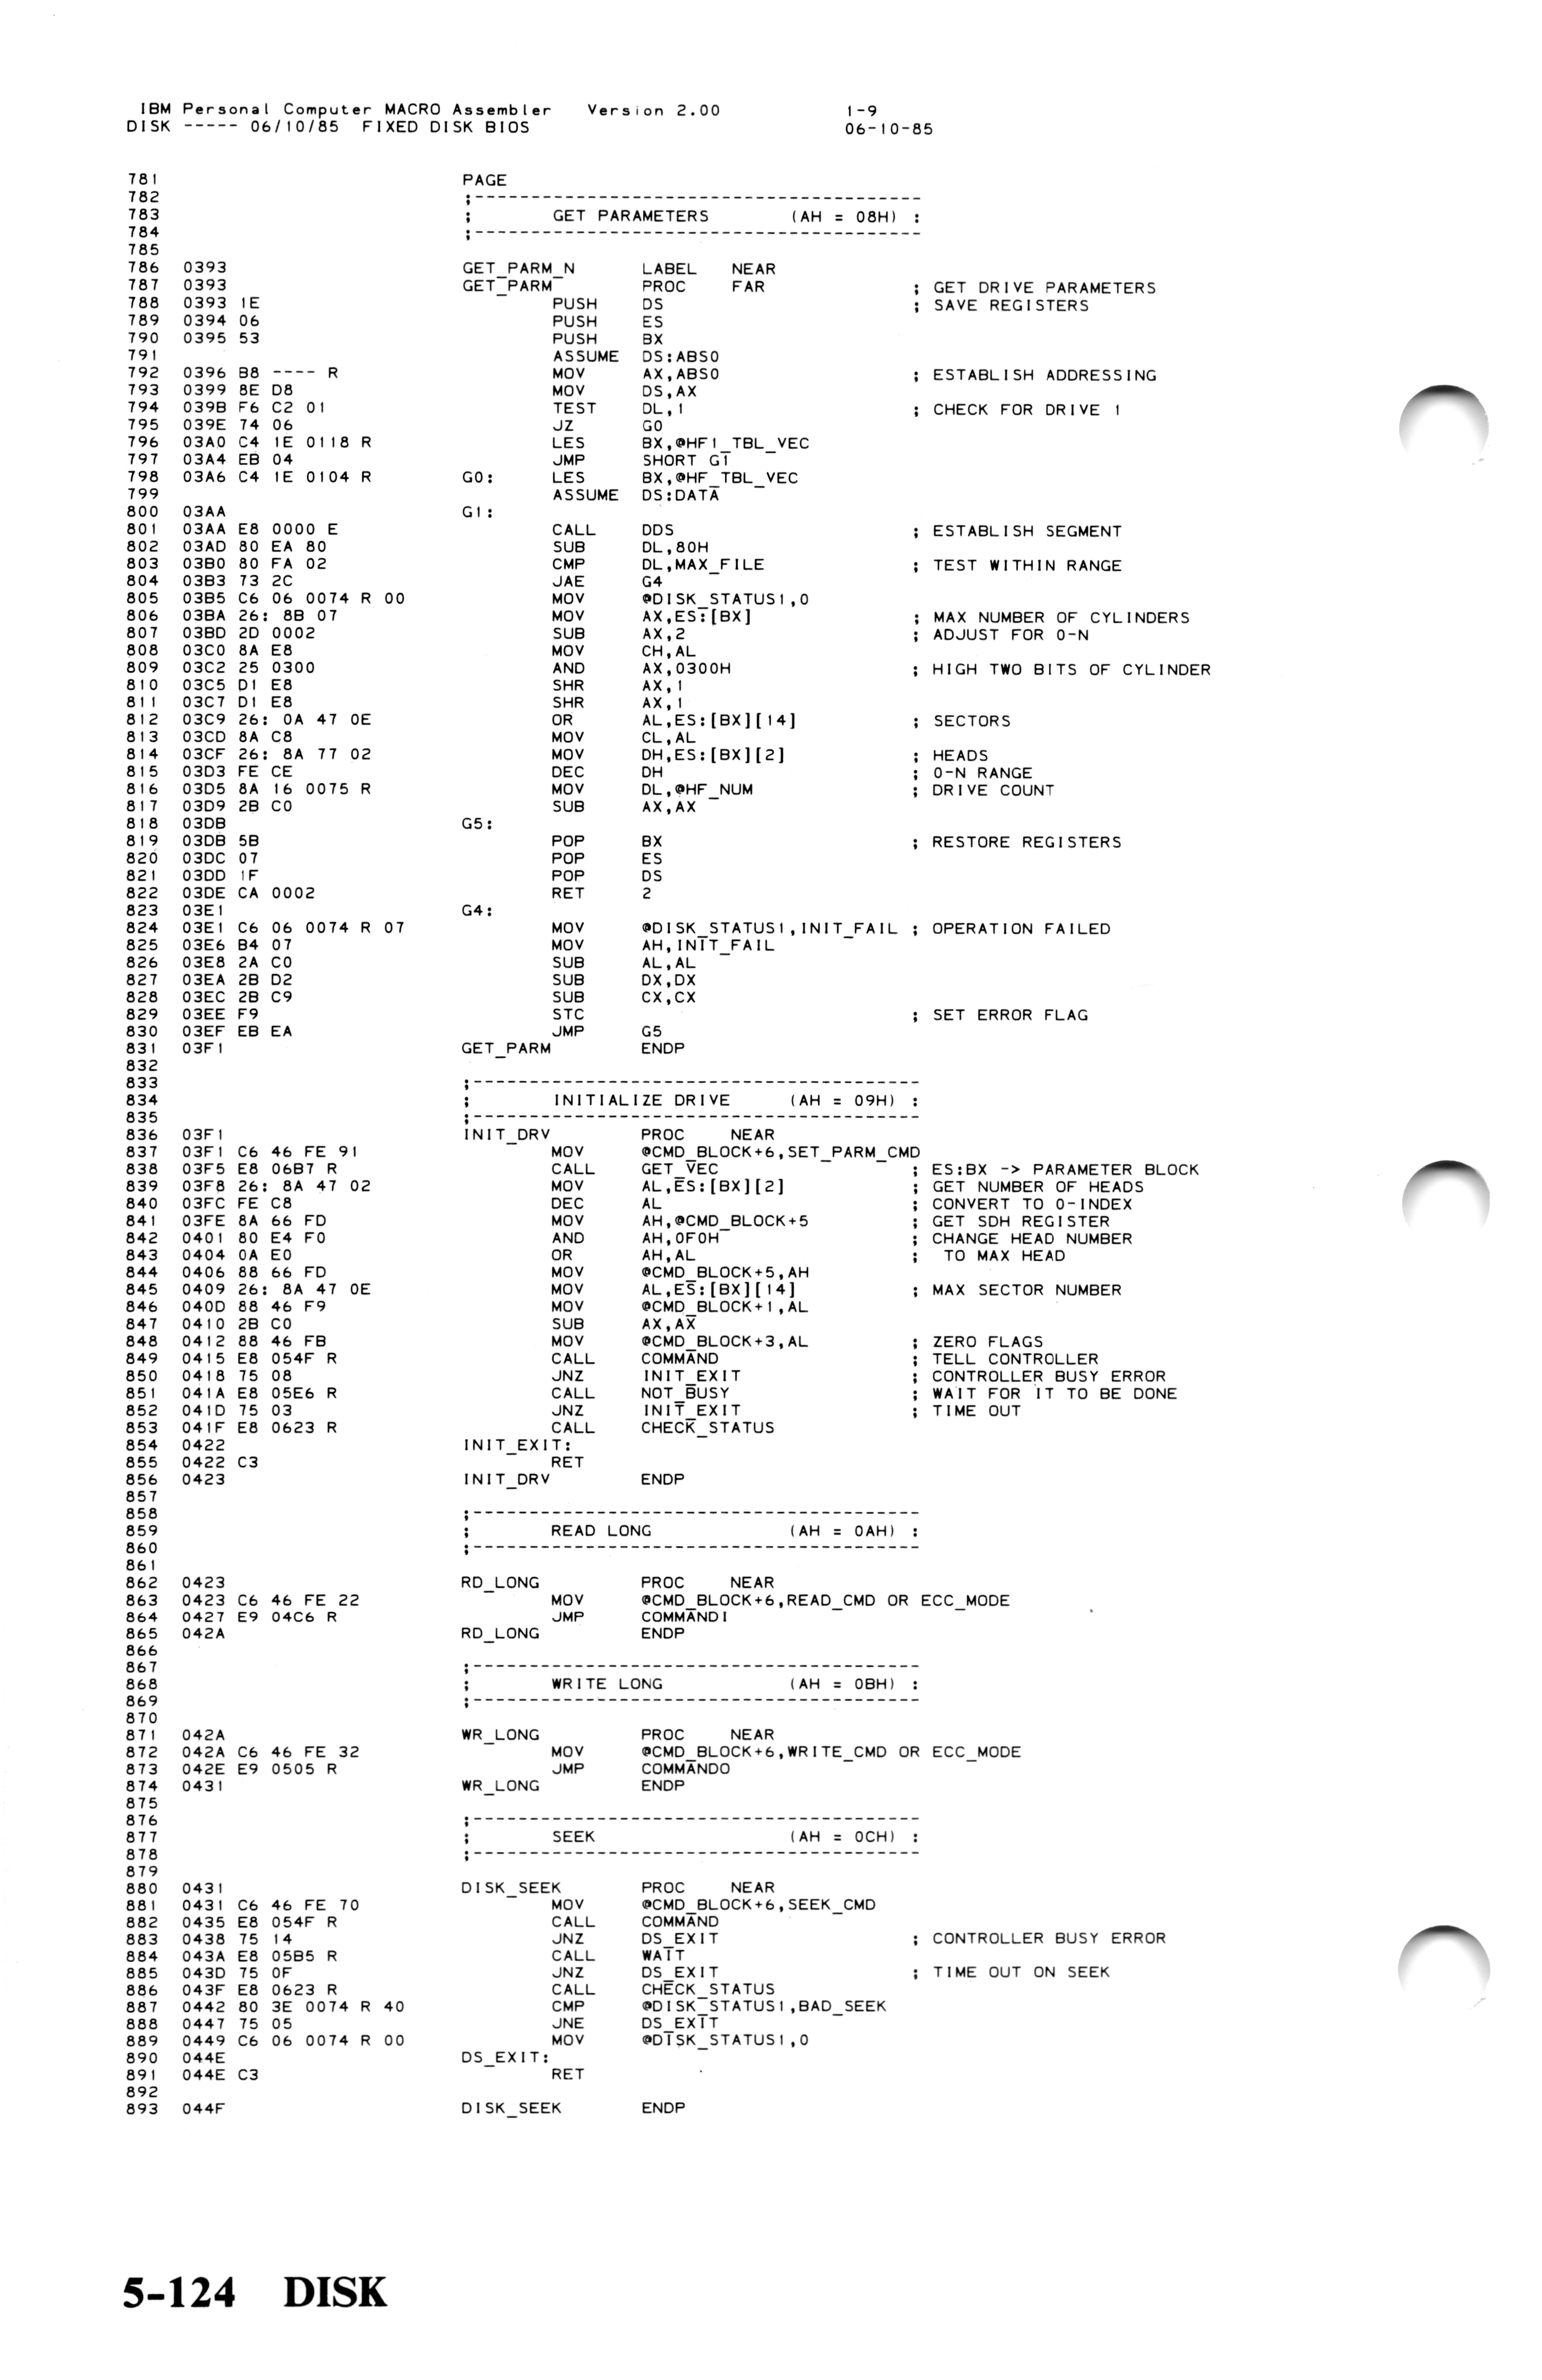 IBM Personal Computer MACRO Assembler   Version 2.00             1-9
DISK ----- 06/10/85  FIXED DISK BIOS                             06-10-85
781                              PAGE
782                              ;----------------------------------------
783                              ;       GET PARAMETERS        (AH = 08H) :
784                              ;----------------------------------------
785
786  0393                        GET_PARM_N      LABEL   NEAR
787  0393                        GET_PARM        PROC    FAR             ; GET DRIVE PARAMETERS
788  0393 1E                             PUSH    DS                      ; SAVE REGISTERS
789  0394 06                             PUSH    ES
790  0395 53                             PUSH    BX
791                                      ASSUME  DS:ABS0
792  0396 B8 ---- R                      MOV     AX,ABS0                 ; ESTABLISH ADDRESSING
793  0399 8E D8                          MOV     DS,AX
794  039B F6 C2 01                       TEST    DL,1                    ; CHECK FOR DRIVE 1
795  039E 74 06                          JZ      G0
796  03A0 C4 1E 0118 R                   LES     BX,@HF1_TBL_VEC
797  03A4 EB 04                          JMP     SHORT G1
798  03A6 C4 1E 0104 R           G0:     LES     BX,@HF_TBL_VEC
799                                      ASSUME  DS:DATA
800  03AA                        G1:
801  03AA E8 0000 E                      CALL    DDS                     ; ESTABLISH SEGMENT
802  03AD 80 EA 80                       SUB     DL,80H
803  03B0 80 FA 02                       CMP     DL,MAX_FILE             ; TEST WITHIN RANGE
804  03B3 73 2C                          JAE     G4
805  03B5 C6 06 0074 R 00                MOV     @DISK_STATUS1,0
806  03BA 26: 8B 07                      MOV     AX,ES:[BX]              ; MAX NUMBER OF CYLINDERS
807  03BD 2D 0002                        SUB     AX,2                    ; ADJUST FOR 0-N
808  03C0 8A E8                          MOV     CH,AL
809  03C2 25 0300                        AND     AX,0300H                ; HIGH TWO BITS OF CYLINDER
810  03C5 D1 E8                          SHR     AX,1
811  03C7 D1 E8                          SHR     AX,1
812  03C9 26: 0A 47 0E                   OR      AL,ES:[BX][14]          ; SECTORS
813  03CD 8A C8                          MOV     CL,AL
814  03CF 26: 8A 77 02                   MOV     DH,ES:[BX][2]           ; HEADS
815  03D3 FE CE                          DEC     DH                      ; 0-N RANGE
816  03D5 8A 16 0075 R                   MOV     DL,@HF_NUM              ; DRIVE COUNT
817  03D9 2B C0                          SUB     AX,AX
818  03DB                        G5:
819  03DB 5B                             POP     BX                      ; RESTORE REGISTERS
820  03DC 07                             POP     ES
821  03DD 1F                             POP     DS
822  03DE CA 0002                        RET     2
823  03E1                        G4:
824  03E1 C6 06 0074 R 07                MOV     @DISK_STATUS1,INIT_FAIL ; OPERATION FAILED
825  03E6 B4 07                          MOV     AH,INIT_FAIL
826  03E8 2A C0                          SUB     AL,AL
827  03EA 2B D2                          SUB     DX,DX
828  03EC 2B C9                          SUB     CX,CX
829  03EE F9                             STC                             ; SET ERROR FLAG
830  03EF EB EA                          JMP     G5
831  03F1                        GET_PARM        ENDP
832
833                              ;----------------------------------------
834                              ;       INITIALIZE DRIVE      (AH = 09H) :
835                              ;----------------------------------------
836  03F1                        INIT_DRV        PROC    NEAR
837  03F1 C6 46 FE 91                    MOV     @CMD_BLOCK+6,SET_PARM_CMD
838  03F5 E8 06B7 R                      CALL    GET_VEC                 ; ES:BX -> PARAMETER BLOCK
839  03F8 26: 8A 47 02                   MOV     AL,ES:[BX][2]           ; GET NUMBER OF HEADS
840  03FC FE C8                          DEC     AL                      ; CONVERT TO 0-INDEX
841  03FE 8A 66 FD                       MOV     AH,@CMD_BLOCK+5         ; GET SDH REGISTER
842  0401 80 E4 F0                       AND     AH,0F0H                 ; CHANGE HEAD NUMBER
843  0404 0A E0                          OR      AH,AL                   ;  TO MAX HEAD
844  0406 88 66 FD                       MOV     @CMD_BLOCK+5,AH
845  0409 26: 8A 47 0E                   MOV     AL,ES:[BX][14]          ; MAX SECTOR NUMBER
846  040D 88 46 F9                       MOV     @CMD_BLOCK+1,AL
847  0410 2B C0                          SUB     AX,AX
848  0412 88 46 FB                       MOV     @CMD_BLOCK+3,AL         ; ZERO FLAGS
849  0415 E8 054F R                      CALL    COMMAND                 ; TELL CONTROLLER
850  0418 75 08                          JNZ     INIT_EXIT               ; CONTROLLER BUSY ERROR
851  041A E8 05E6 R                      CALL    NOT_BUSY                ; WAIT FOR IT TO BE DONE
852  041D 75 03                          JNZ     INIT_EXIT               ; TIME OUT
853  041F E8 0623 R                      CALL    CHECK_STATUS
854  0422                        INIT_EXIT:
855  0422 C3                             RET
856  0423                        INIT_DRV        ENDP
857
858                              ;----------------------------------------
859                              ;       READ LONG             (AH = 0AH) :
860                              ;----------------------------------------
861
862  0423                        RD_LONG         PROC    NEAR
863  0423 C6 46 FE 22                    MOV     @CMD_BLOCK+6,READ_CMD OR ECC_MODE
864  0427 E9 04C6 R                      JMP     COMMANDI
865  042A                        RD_LONG         ENDP
866
867                              ;----------------------------------------
868                              ;       WRITE LONG            (AH = 0BH) :
869                              ;----------------------------------------
870
871  042A                        WR_LONG         PROC    NEAR
872  042A C6 46 FE 32                    MOV     @CMD_BLOCK+6,WRITE_CMD OR ECC_MODE
873  042E E9 0505 R                      JMP     COMMANDO
874  0431                        WR_LONG         ENDP
875
876                              ;----------------------------------------
877                              ;       SEEK                  (AH = 0CH) :
878                              ;----------------------------------------
879
880  0431                        DISK_SEEK       PROC    NEAR
881  0431 C6 46 FE 70                    MOV     @CMD_BLOCK+6,SEEK_CMD
882  0435 E8 054F R                      CALL    COMMAND
883  0438 75 14                          JNZ     DS_EXIT                 ; CONTROLLER BUSY ERROR
884  043A E8 05B5 R                      CALL    WAIT
885  043D 75 0F                          JNZ     DS_EXIT                 ; TIME OUT ON SEEK
886  043F E8 0623 R                      CALL    CHECK_STATUS
887  0442 80 3E 0074 R 40                CMP     @DISK_STATUS1,BAD_SEEK
888  0447 75 05                          JNE     DS_EXIT
889  0449 C6 06 0074 R 00                MOV     @DISK_STATUS1,0
890  044E                        DS_EXIT:
891  044E C3                             RET
892
893  044F                        DISK_SEEK       ENDP
5-124 DISK